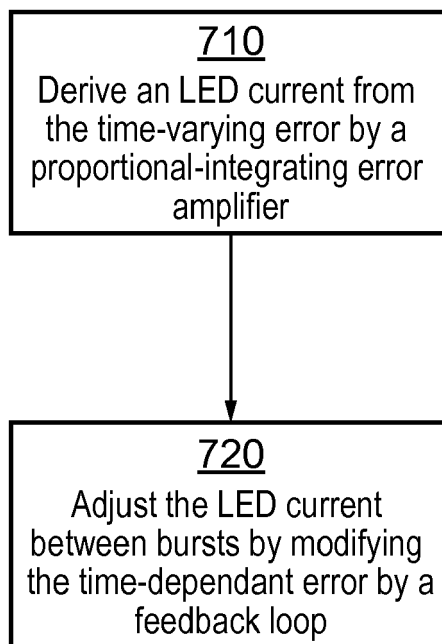 710
Derive an LED current from
the time-varying error by a
proportional-integrating error
amplifier
720
Adjust the LED current
between bursts by modifying
the time-dependant error by a
feedback loop